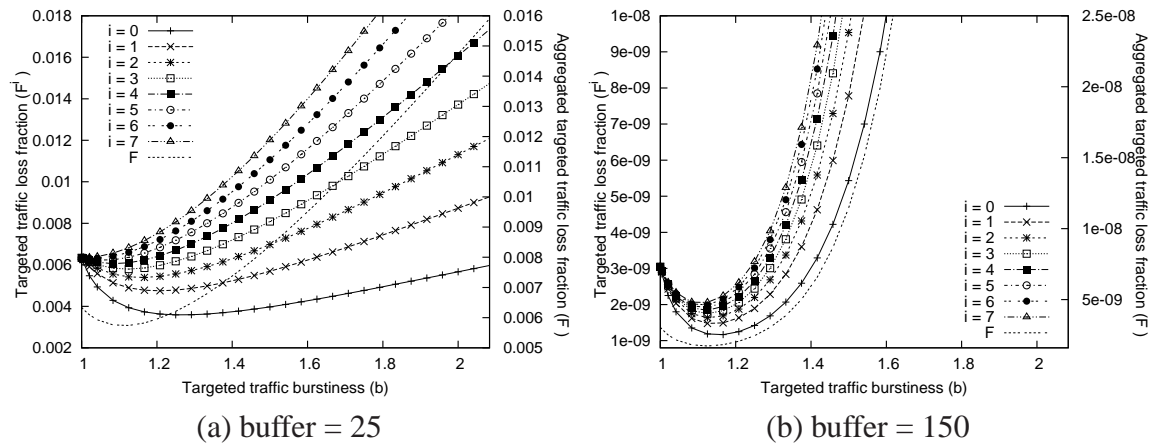 0.018
0.016
0.014
0.012
0.01
0.008
0.006
0.004
0.002
Targeted loss fraction (F^i)
i = 0
i = 1
i = 2
i = 3
i = 4
i = 5
i = 6
i = 7
F
0.016
0.015
0.014
0.013
0.012
0.011
0.01
0.009
0.008
0.007
0.006
0.005
Aggregated targeted traffic loss fraction (F)
1 1.2 1.4 1.6 1.8 2
Targeted traffic burstiness (b)
(a) buffer = 25
1e-08
9e-09
8e-09
7e-09
6e-09
5e-09
4e-09
3e-09
2e-09
1e-09
Targeted traffic loss fraction (F^i)
i = 0
i = 1
i = 2
i = 3
i = 4
i = 5
i = 6
i = 7
F
2.5e-08
2e-08
1.5e-08
1e-08
5e-09
Aggregated targeted traffic loss fraction (F)
1 1.2 1.4 1.6 1.8 2
Targeted traffic burstiness (b)
(b) buffer = 150